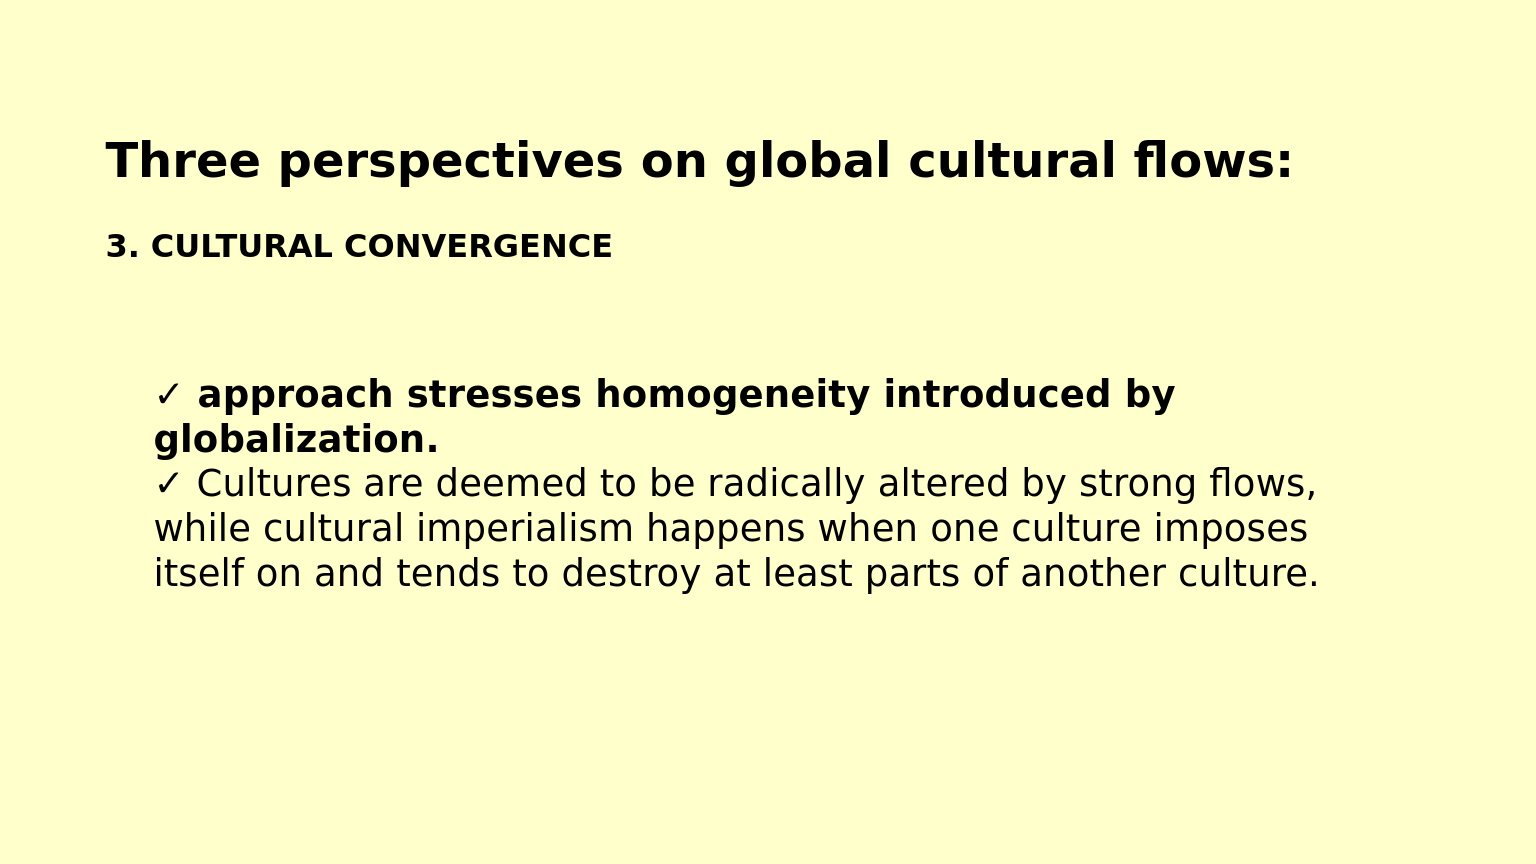 Three perspectives on global cultural flows:
3. CULTURAL CONVERGENCE
✓ approach stresses homogeneity introduced by
globalization.
✓ Cultures are deemed to be radically altered by strong flows,
while cultural imperialism happens when one culture imposes
itself on and tends to destroy at least parts of another culture.